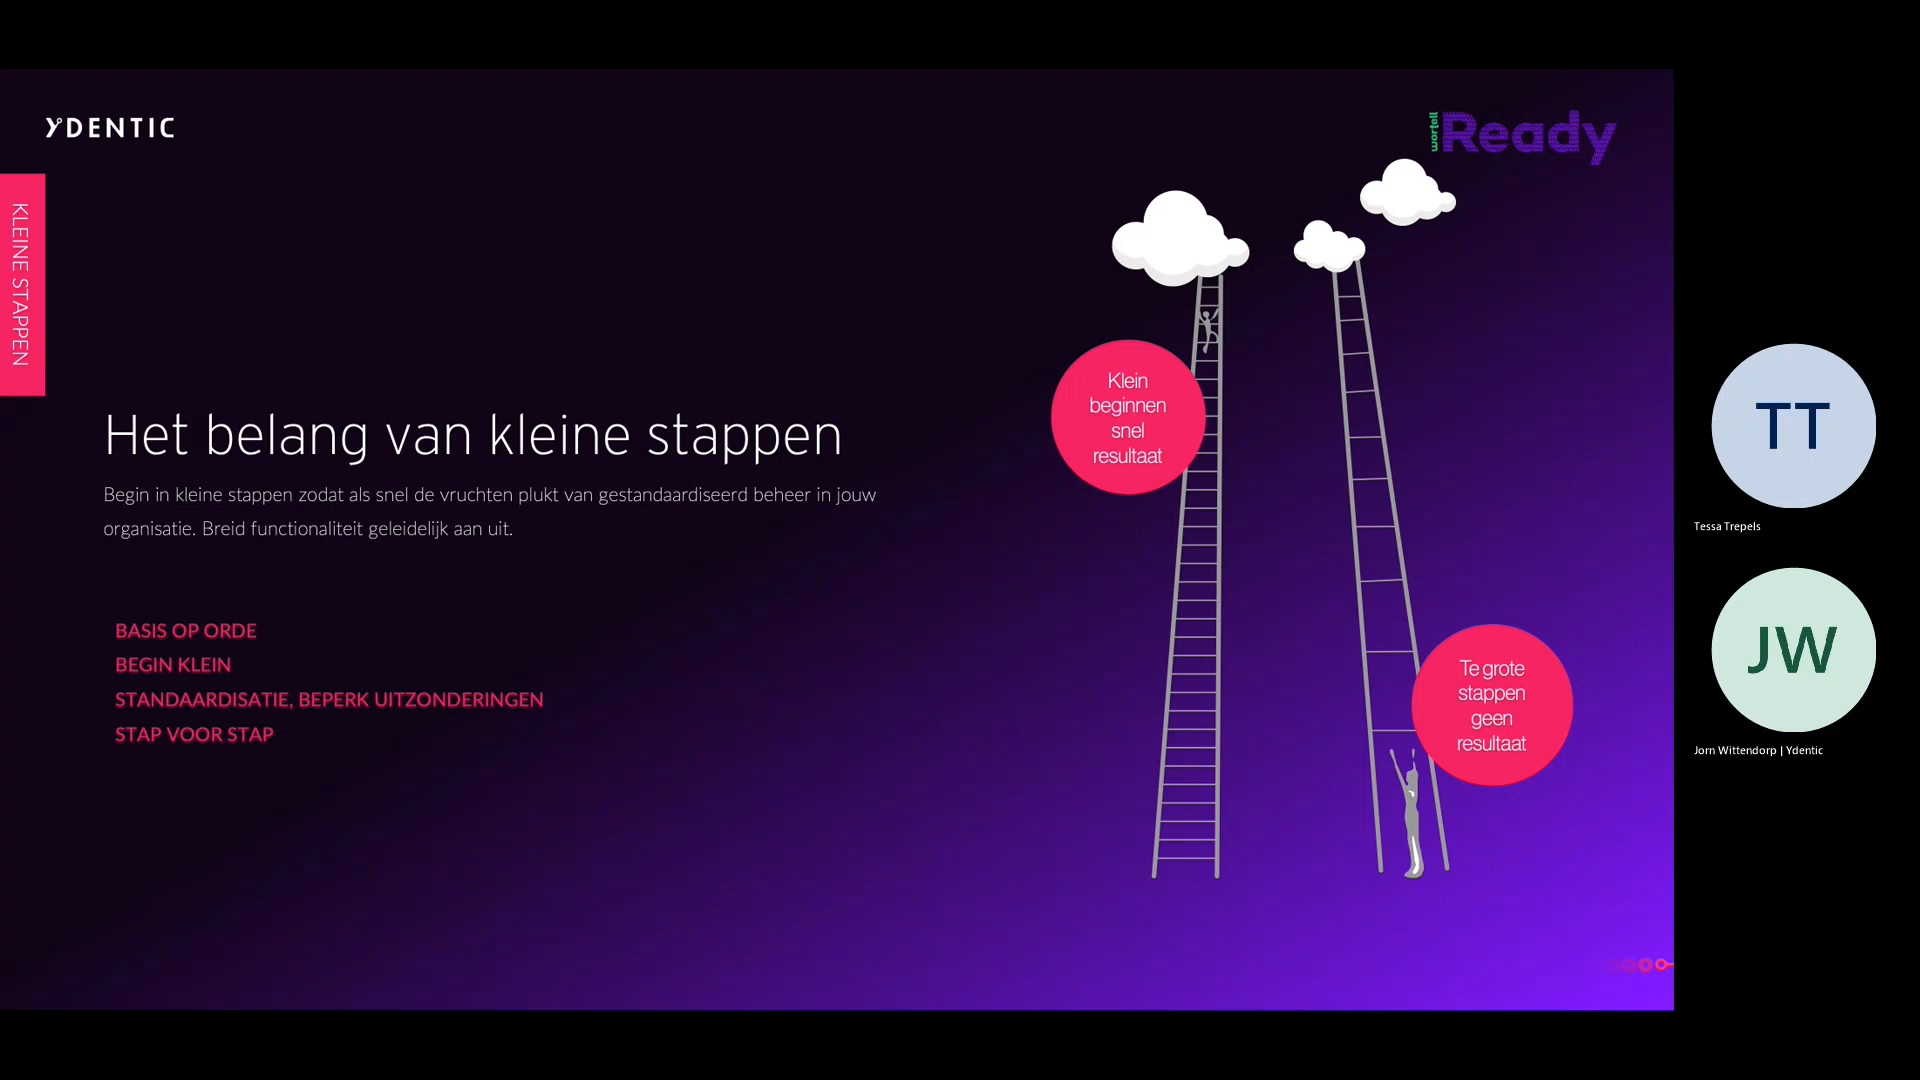 YDENTIC
wortell
Ready
KLEINE STAPPEN
Het belang van kleine stappen
Begin in kleine stappen zodat als snel de vruchten plukt van gestandaardiseerd beheer in jouw
organisatie. Breid functionaliteit geleidelijk aan uit.
BASIS OP ORDE
BEGIN KLEIN
STANDAARDISATIE, BEPERK UITZONDERINGEN
STAP VOOR STAP
Klein
beginnen
snel
resultaat
Te grote
stappen
geen
resultaat
TT
Tessa Trepels
JW
Jorn Wittendorp | Ydentic